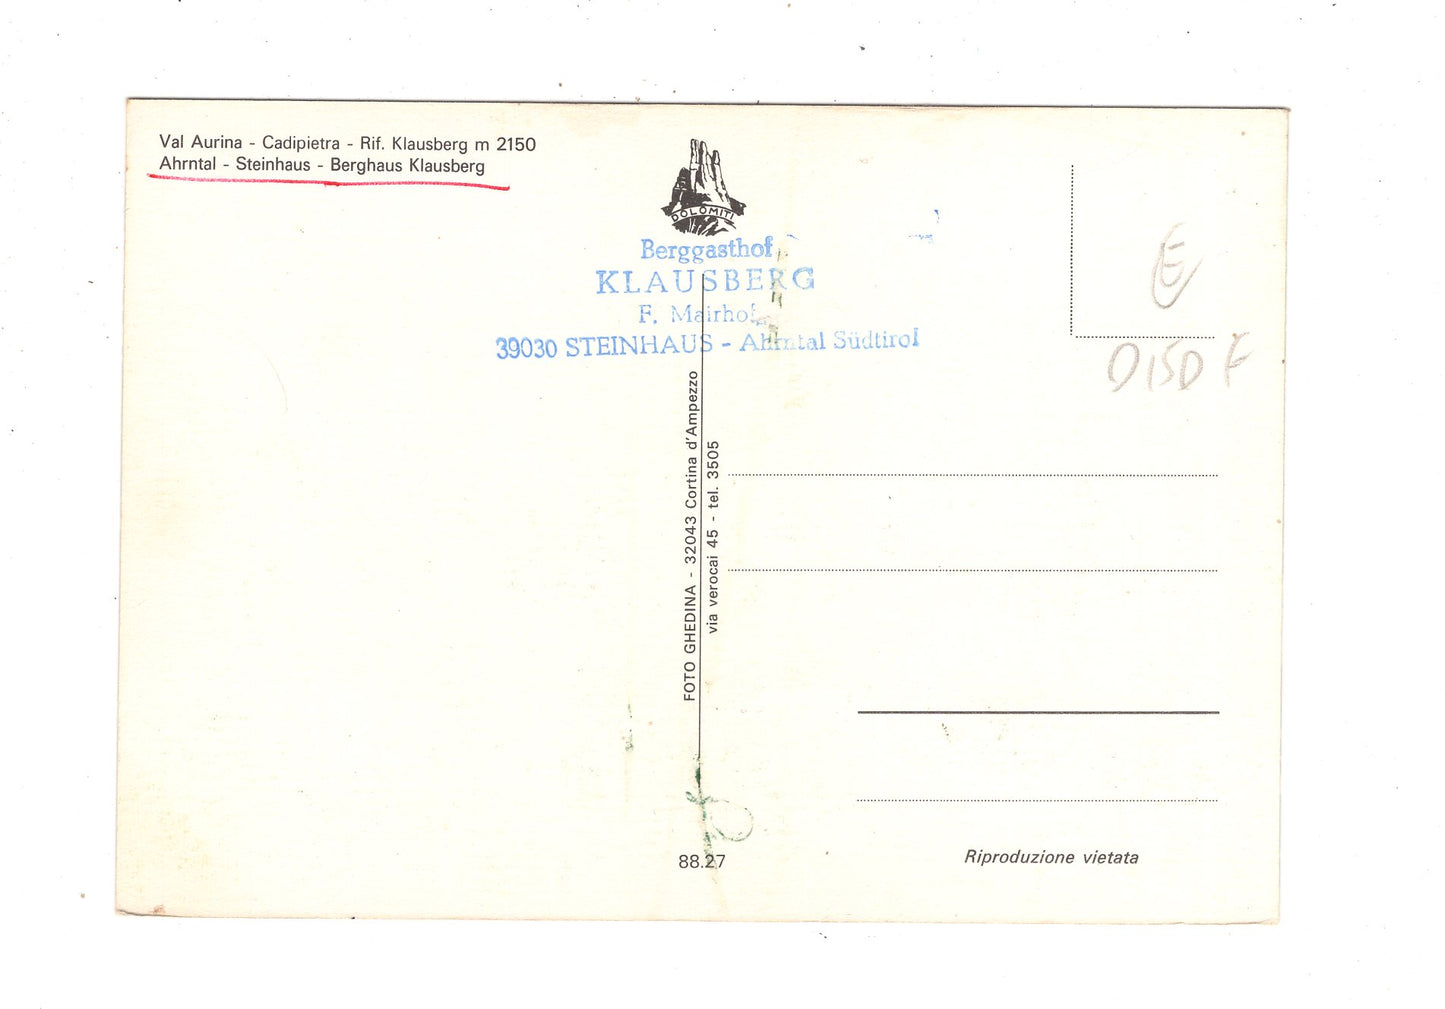 Val Aurina - Cadipietra - Rif. Klausberg m 2150
Ahrntal - Steinhaus - Berghaus Klausberg
DOLOMITI
Berggasthof
KLAUSBERG
F. Mairhof
39030 STEINHAUS - Ahrntal Südtirol
FOTO GHEDINA - 32043 Cortina d'Ampezzo
via verocai 45 - tel. 3505
88.27
Riproduzione vietata